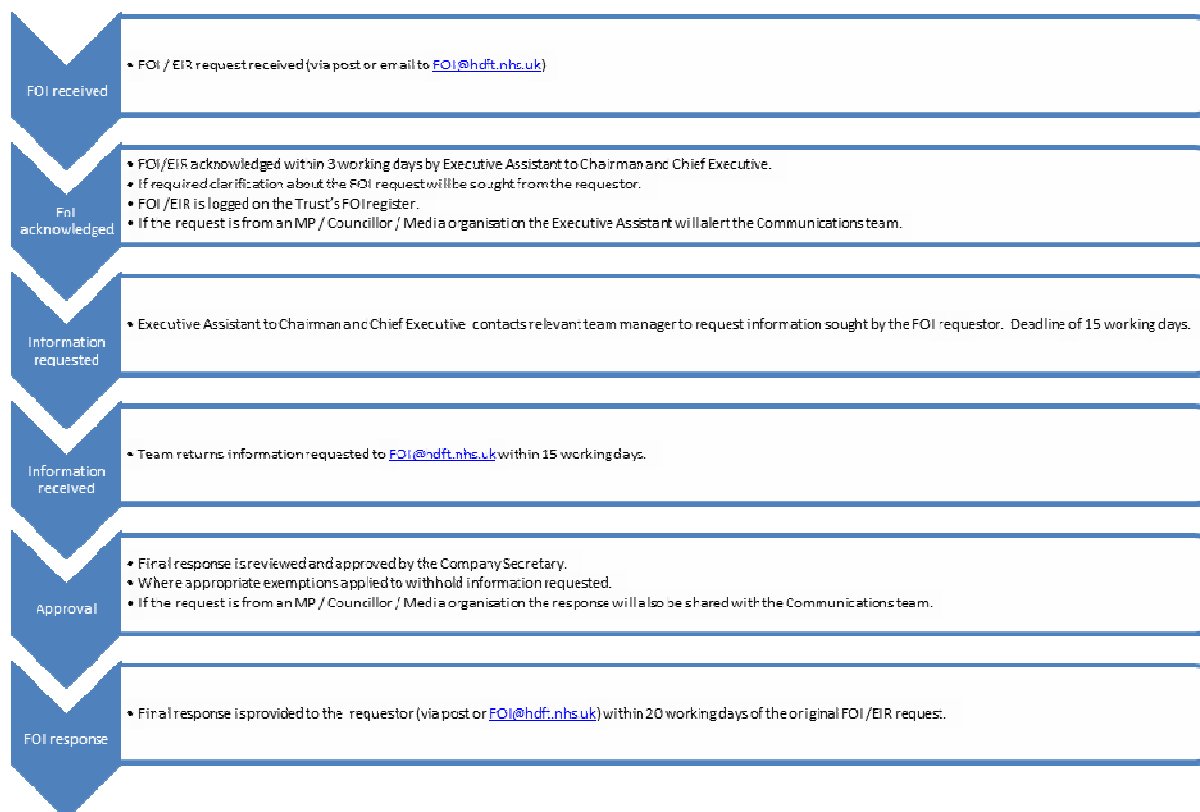 FOI received
• FOI / EIR request received (via post or email to FOI@hdft.nhs.uk)
FoI
acknowledged
• FOI/EIR acknowledged within 3 working days by Executive Assistant to Chairman and Chief Executive.
• If required clarification about the FOI request will be sought from the requestor.
• FOI /EIR is logged on the Trust's FOI register.
• If the request is from an MP / Councillor / Media organisation the Executive Assistant will alert the Communications team.
Information
requested
• Executive Assistant to Chairman and Chief Executive contacts relevant team manager to request information sought by the FOI requestor. Deadline of 15 working days.
Information
received
• Team returns information requested to FOI@hdft.nhs.uk within 15 working days.
Approval
• Final response is reviewed and approved by the Company Secretary.
• Where appropriate exemptions applied to withhold information requested.
• If the request is from an MP / Councillor / Media organisation the response will also be shared with the Communications team.
FOI response
• Final response is provided to the requestor (via post or FOI@hdft.nhs.uk) within 20 working days of the original FOI /EIR request.